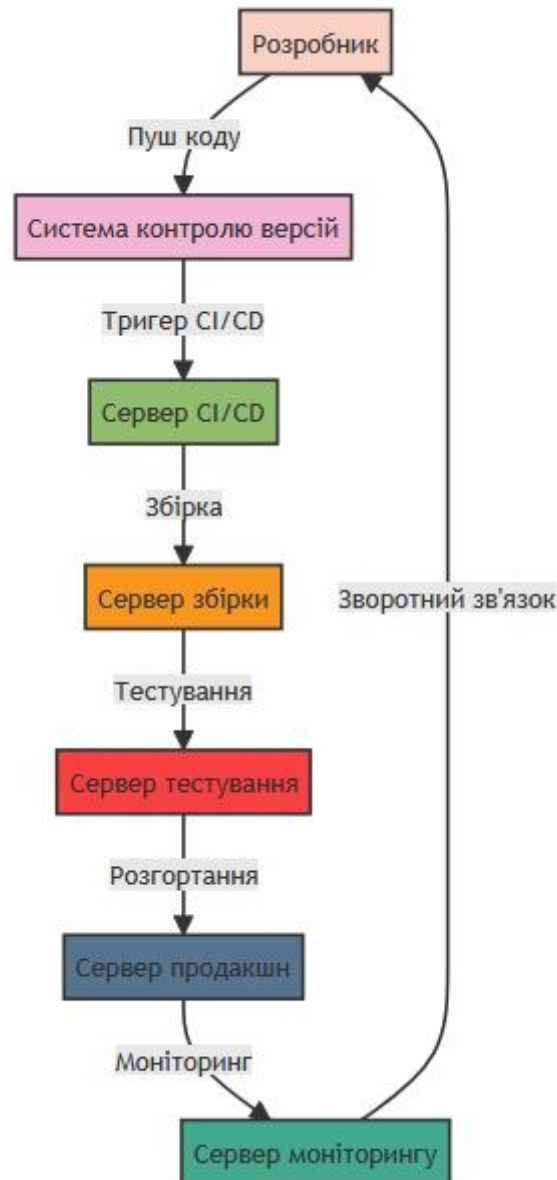 Розробник
Пуш коду
Система контролю версій
Тригер CI/CD
Сервер CI/CD
Збірка
Сервер збірки
Зворотний зв'язок
Тестування
Сервер тестування
Розгортання
Сервер продакшн
Моніторинг
Сервер моніторингу